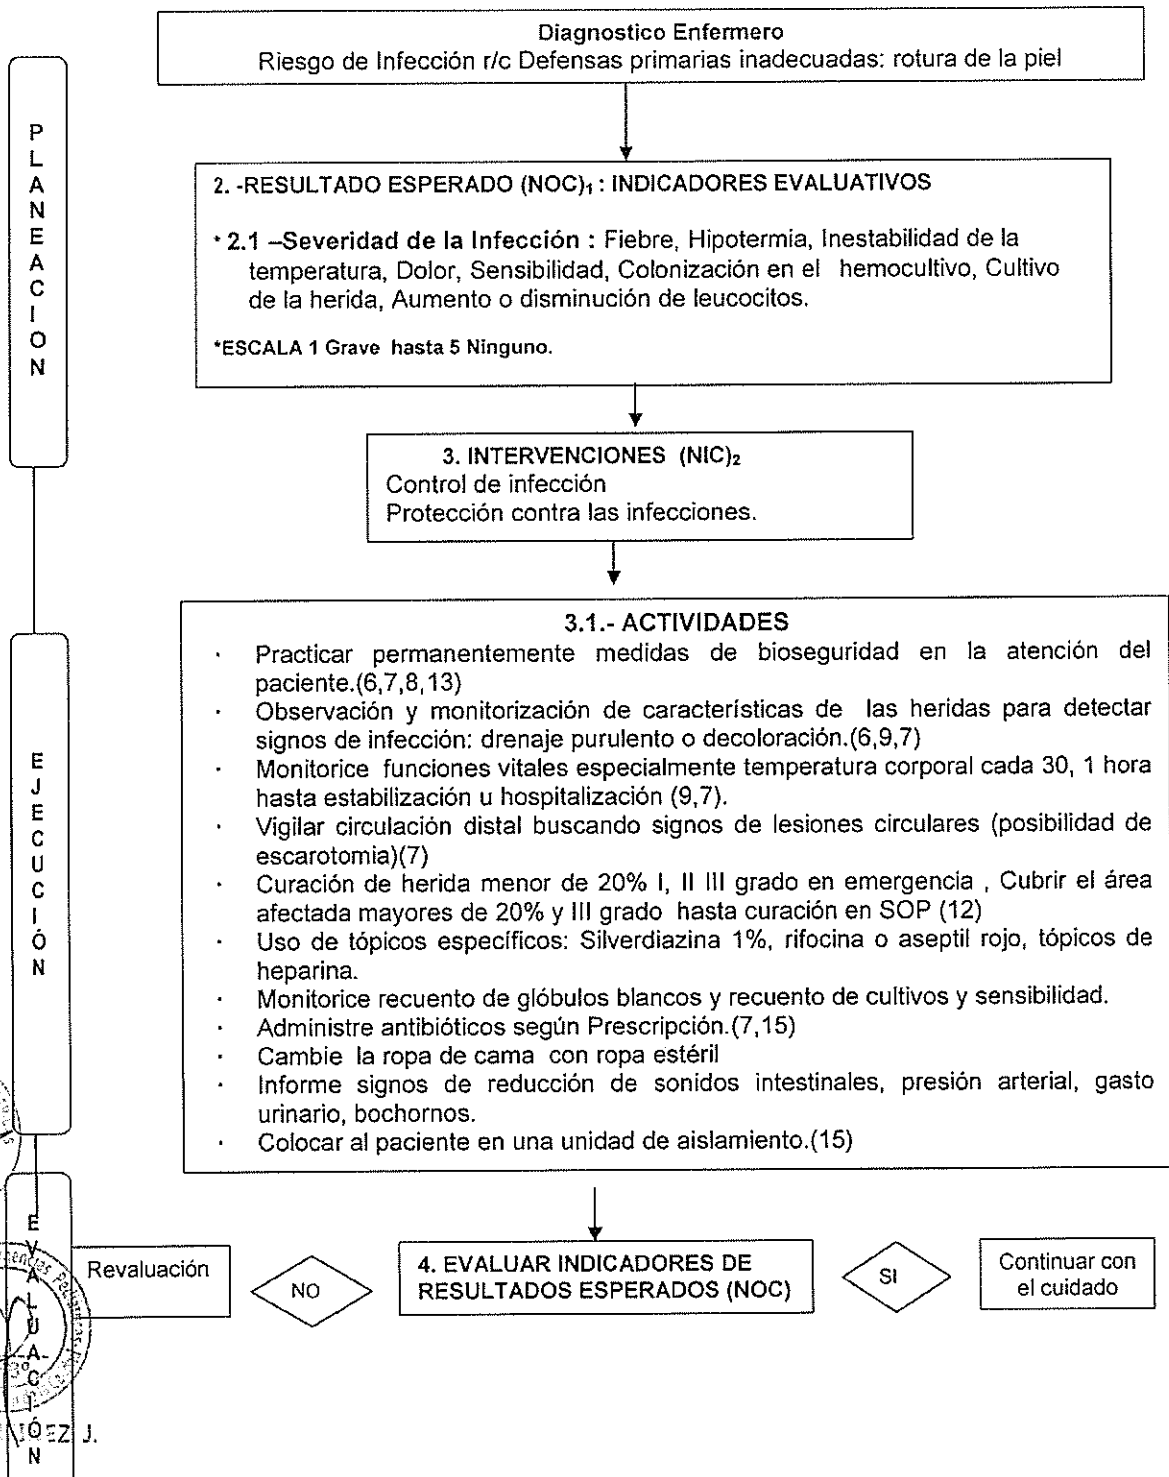 Diagnostico Enfermero
Riesgo de Infección r/c Defensas primarias inadecuadas: rotura de la piel
PLANEACION
2. -RESULTADO ESPERADO (NOC)₁ : INDICADORES EVALUATIVOS
* 2.1 –Severidad de la Infección : Fiebre, Hipotermia, Inestabilidad de la
temperatura, Dolor, Sensibilidad, Colonización en el hemocultivo, Cultivo
de la herida, Aumento o disminución de leucocitos.
*ESCALA 1 Grave hasta 5 Ninguno.
3. INTERVENCIONES (NIC)₂
Control de infección
Protección contra las infecciones.
EJECUCIÓN
3.1.- ACTIVIDADES
· Practicar permanentemente medidas de bioseguridad en la atención del
paciente.(6,7,8,13)
· Observación y monitorización de características de las heridas para detectar
signos de infección: drenaje purulento o decoloración.(6,9,7)
· Monitorice funciones vitales especialmente temperatura corporal cada 30, 1 hora
hasta estabilización u hospitalización (9,7).
· Vigilar circulación distal buscando signos de lesiones circulares (posibilidad de
escarotomia)(7)
· Curación de herida menor de 20% I, II III grado en emergencia , Cubrir el área
afectada mayores de 20% y III grado hasta curación en SOP (12)
· Uso de tópicos específicos: Silverdiazina 1%, rifocina o aseptil rojo, tópicos de
heparina.
· Monitorice recuento de glóbulos blancos y recuento de cultivos y sensibilidad.
· Administre antibióticos según Prescripción.(7,15)
· Cambie la ropa de cama con ropa estéril
· Informe signos de reducción de sonidos intestinales, presión arterial, gasto
urinario, bochornos.
· Colocar al paciente en una unidad de aislamiento.(15)
EVALUACIÓN
Revaluación
NO
4. EVALUAR INDICADORES DE
RESULTADOS ESPERADOS (NOC)
SI
Continuar con
el cuidado
EZ J.